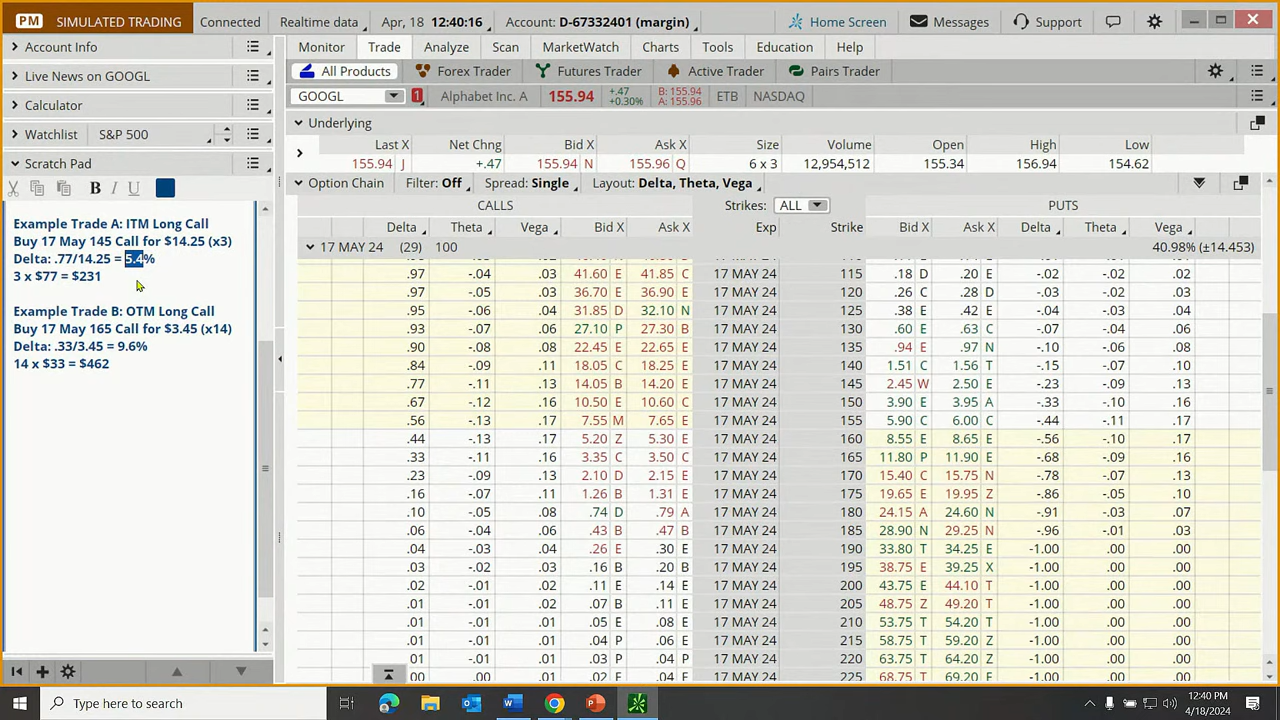 PM SIMULATED TRADING Connected Realtime data Apr, 18 12:40:16 Account: D-67332401 (margin) Home Screen Messages Support
Account Info
Live News on GOOGL
Calculator
Watchlist S&P 500
Scratch Pad
B I U
Example Trade A: ITM Long Call
Buy 17 May 145 Call for $14.25 (x3)
Delta: .77/14.25 = 5.4%
3 x $77 = $231
Example Trade B: OTM Long Call
Buy 17 May 165 Call for $3.45 (x14)
Delta: .33/3.45 = 9.6%
14 x $33 = $462
Monitor Trade Analyze Scan MarketWatch Charts Tools Education Help
All Products Forex Trader Futures Trader Active Trader Pairs Trader
GOOGL 1 Alphabet Inc. A 155.94 +.47 +0.30% B: 155.94 A: 155.96 ETB NASDAQ
Underlying
Last X Net Chng Bid X Ask X Size Volume Open High Low
155.94 J +.47 155.94 N 155.96 Q 6 x 3 12,954,512 155.34 156.94 154.62
Option Chain Filter: Off Spread: Single Layout: Delta, Theta, Vega
CALLS Strikes: ALL PUTS
Delta Theta Vega Bid X Ask X Exp Strike Bid X Ask X Delta Theta Vega
17 MAY 24 (29) 100 40.98% (±14.453)
.97 -.04 .03 41.60 E 41.85 C 17 MAY 24 115 .18 D .20 E -.02 -.02 .02
.97 -.05 .03 36.70 E 36.90 E 17 MAY 24 120 .26 C .28 D -.03 -.02 .03
.95 -.06 .04 31.85 D 32.10 N 17 MAY 24 125 .38 E .42 E -.04 -.03 .04
.93 -.07 .06 27.10 P 27.30 B 17 MAY 24 130 .60 E .63 C -.07 -.04 .06
.90 -.08 .08 22.45 E 22.65 E 17 MAY 24 135 .94 E .97 N -.10 -.06 .08
.84 -.09 .11 18.05 C 18.25 E 17 MAY 24 140 1.51 C 1.56 T -.15 -.07 .10
.77 -.11 .13 14.05 B 14.20 E 17 MAY 24 145 2.45 W 2.50 E -.23 -.09 .13
.67 -.12 .16 10.50 E 10.60 C 17 MAY 24 150 3.90 E 3.95 A -.33 -.10 .16
.56 -.13 .17 7.55 M 7.65 E 17 MAY 24 155 5.90 C 6.00 C -.44 -.11 .17
.44 -.13 .17 5.20 Z 5.30 E 17 MAY 24 160 8.55 E 8.65 E -.56 -.10 .17
.33 -.11 .16 3.35 C 3.50 C 17 MAY 24 165 11.80 P 11.90 E -.68 -.09 .16
.23 -.09 .13 2.10 D 2.15 E 17 MAY 24 170 15.40 C 15.75 N -.78 -.07 .13
.16 -.07 .11 1.26 B 1.31 E 17 MAY 24 175 19.65 E 19.95 Z -.86 -.05 .10
.10 -.05 .08 .74 D .79 A 17 MAY 24 180 24.15 A 24.60 N -.91 -.03 .07
.06 -.04 .06 .43 B .47 B 17 MAY 24 185 28.90 N 29.25 N -.96 -.01 .03
.04 -.03 .04 .26 E .30 E 17 MAY 24 190 33.80 T 34.25 E -1.00 .00 .00
.03 -.02 .03 .16 B .20 B 17 MAY 24 195 38.75 E 39.25 X -1.00 .00 .00
.02 -.01 .02 .11 E .14 E 17 MAY 24 200 43.75 E 44.10 T -1.00 .00 .00
.01 -.01 .02 .07 B .11 E 17 MAY 24 205 48.75 Z 49.20 T -1.00 .00 .00
.01 -.01 .01 .05 E .08 E 17 MAY 24 210 53.75 T 54.20 T -1.00 .00 .00
.01 -.01 .01 .04 P .06 E 17 MAY 24 215 58.75 T 59.20 Z -1.00 .00 .00
01 -.01 .01 .03 P .04 P 17 MAY 24 220 63.75 T 64.20 Z -1.00 .00 .00
00 -.01 .01 .02 B .04 E 17 MAY 24 225 68.75 T 69.20 E -1.00 .00 .00
Type here to search
12:40 PM
4/18/2024